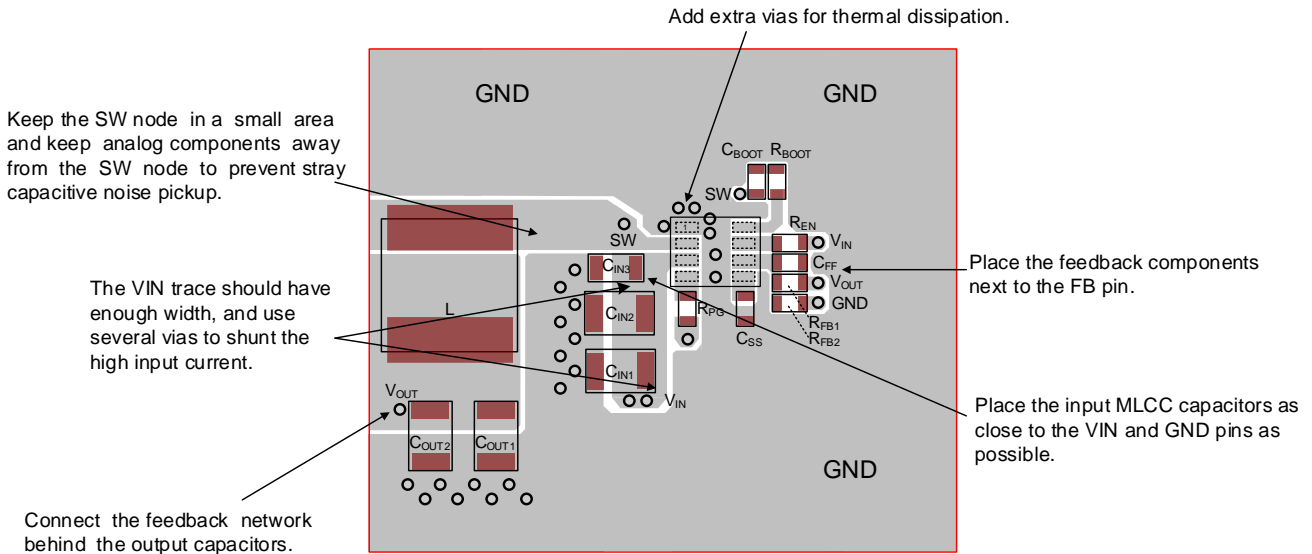 Add extra vias for thermal dissipation.
GND
GND
Keep the SW node in a small area
and keep analog components away
from the SW node to prevent stray
capacitive noise pickup.
CBOOT
RBOOT
SW
REN
VIN
SW
1
CIN3
CFF
VOUT
GND
Place the feedback components
next to the FB pin.
The VIN trace should have
enough width, and use
several vias to shunt the
high input current.
L
CIN2
RPG
CSS
RFB1
RFB2
CIN1
VIN
VOUT
COUT2
COUT1
Place the input MLCC capacitors as
close to the VIN and GND pins as
possible.
GND
Connect the feedback network
behind the output capacitors.